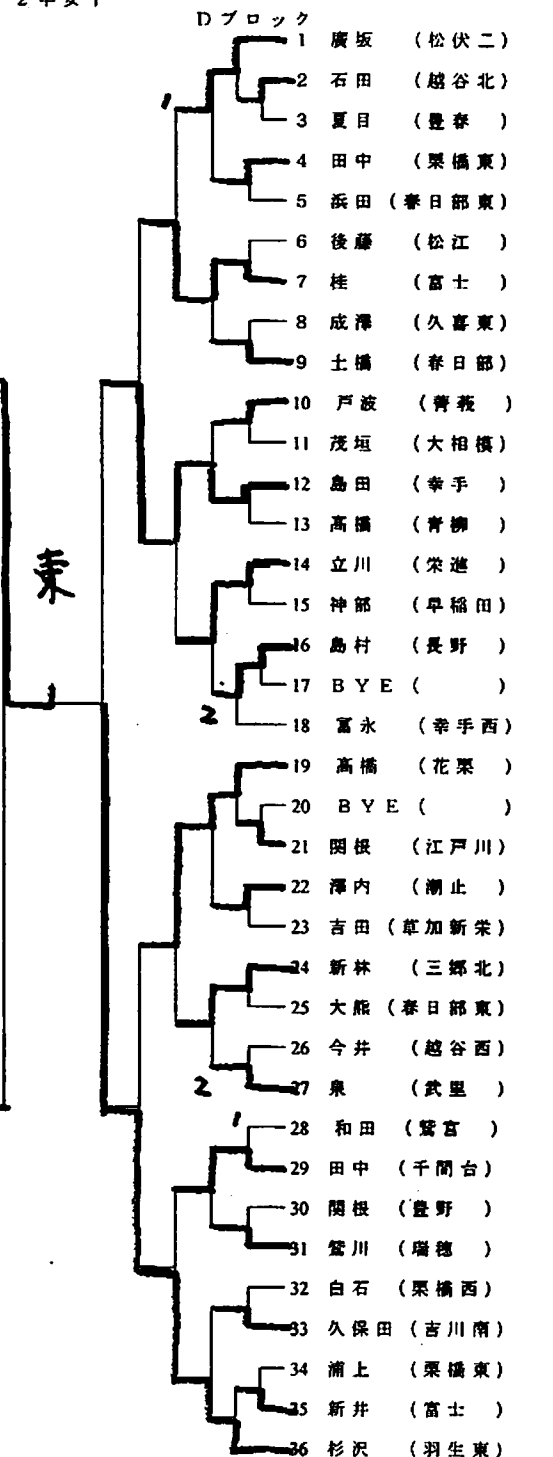 Dブロック
1 廣坂 (松伏二)
2 石田 (越谷北)
3 夏目 (豊春)
4 田中 (栗橋東)
5 浜田 (春日部東)
6 後藤 (松江)
7 桂 (富士)
8 成澤 (久喜東)
9 土橋 (春日部)
10 戸波
11 茂垣 (大相模)
12 島田 (幸手)
13 高橋 (青柳)
14 立川 (栄進)
15 神部 (早稲田)
16 島村 (長野)
17 BYE ( )
18 冨永 (幸手西)
19 高橋 (花栗)
20 BYE ( )
21 関根 (江戸川)
22 澤内 (潮止)
23 吉田 (草加新栄)
24 新林 (三郷北)
25 大熊 (春日部東)
26 今井 (越谷西)
27 泉 (武里)
28 和田 (鷲宮)
29 田中 (千間台)
30 関根 (豊野)
31 鷲川 (瑞穂)
32 白石 (栗橋西)
33 久保田 (吉川南)
34 浦上 (栗橋東)
35 新井 (富士)
36 杉沢 (羽生東)
1
東
2
2
1